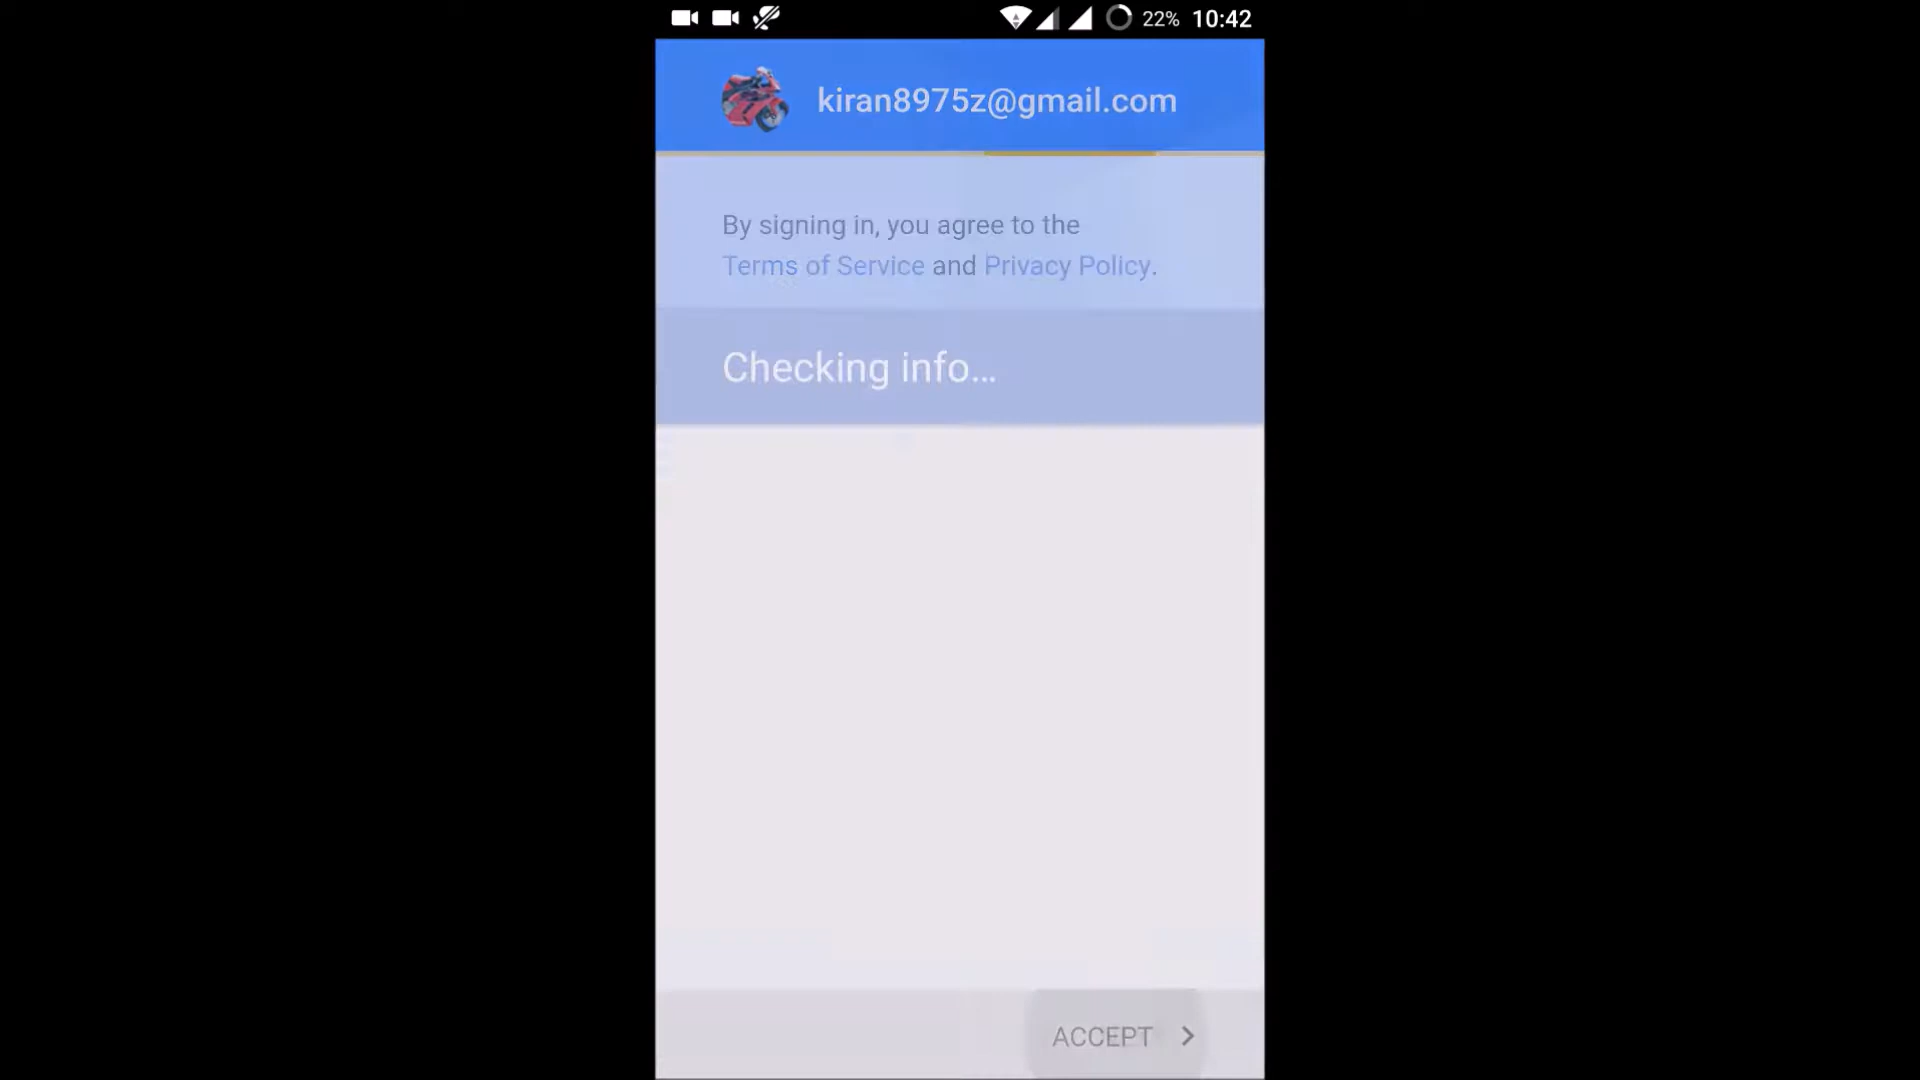 22% 10:42
kiran8975z@gmail.com
By signing in, you agree to the
Terms of Service and Privacy Policy.
Checking info...
ACCEPT